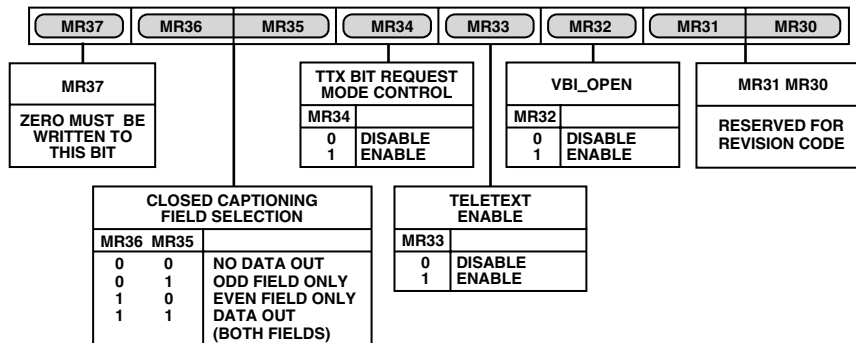 MR37 MR36 MR35 MR34 MR33 MR32 MR31 MR30
MR37
ZERO MUST BE
WRITTEN TO
THIS BIT
TTX BIT REQUEST
MODE CONTROL
MR34
0 DISABLE
1 ENABLE
VBI_OPEN
MR32
0 DISABLE
1 ENABLE
MR31 MR30
RESERVED FOR
REVISION CODE
CLOSED CAPTIONING
FIELD SELECTION
MR36 MR35
0 0 NO DATA OUT
0 1 ODD FIELD ONLY
1 0 EVEN FIELD ONLY
1 1 DATA OUT
(BOTH FIELDS)
TELETEXT
ENABLE
MR33
0 DISABLE
1 ENABLE